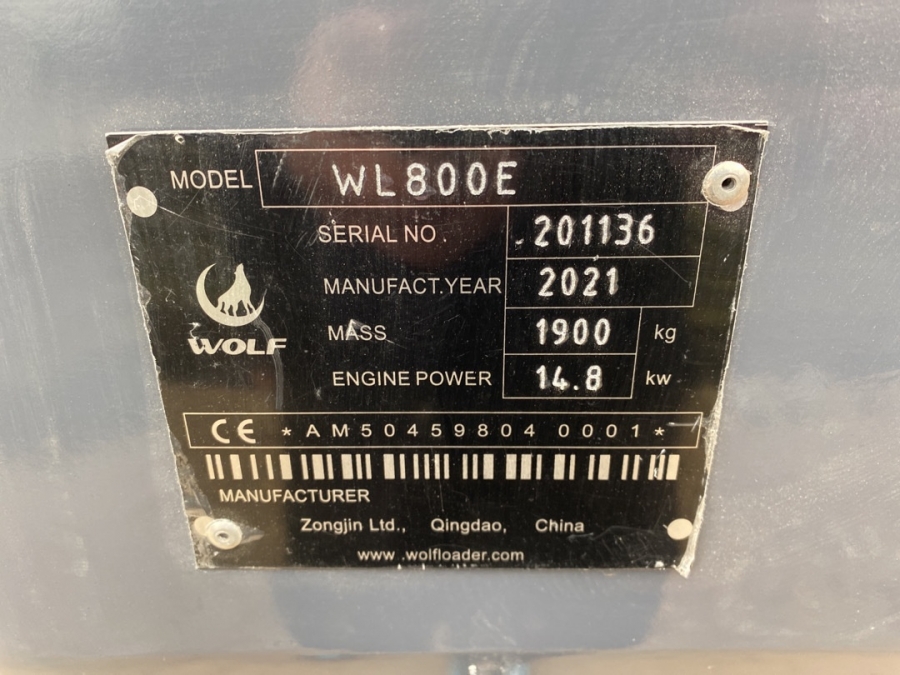 MODEL WL800E
SERIAL NO. 201136
MANUFACT.YEAR 2021
MASS 1900 kg
ENGINE POWER 14.8 kw
WOLF
CE *AM50459804 0001*
MANUFACTURER
Zongjin Ltd., Qingdao, China
www.wolfloader.com